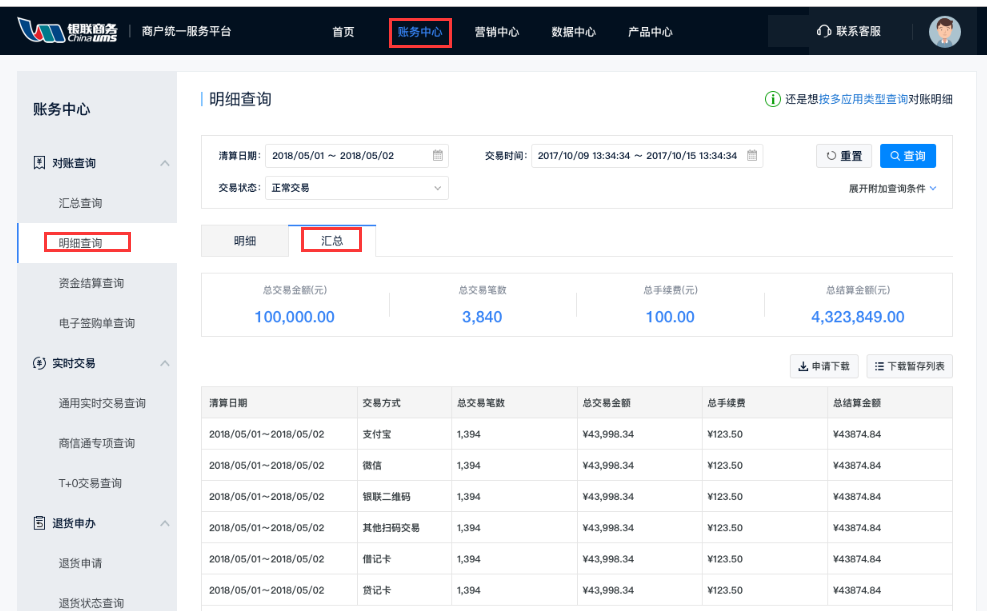 银联商务 China ums 商户统一服务平台 首页 账务中心 营销中心 数据中心 产品中心 联系客服
账务中心
对账查询
汇总查询
明细查询
资金结算查询
电子签购单查询
实时交易
通用实时交易查询
商信通专项查询
T+0交易查询
退货申办
退货申请
退货状态查询
明细查询 还是想按多应用类型查询对账明细
清算日期: 2018/05/01 ~ 2018/05/02 交易时间: 2017/10/09 13:34:34 ~ 2017/10/15 13:34:34 重置 查询
交易状态: 正常交易 展开附加查询条件
明细 汇总
总交易金额(元) 总交易笔数 总手续费(元) 总结算金额(元)
100,000.00 3,840 100.00 4,323,849.00
申请下载 下载暂存列表
清算日期 交易方式 总交易笔数 总交易金额 总手续费 总结算金额
2018/05/01~2018/05/02 支付宝 1,394 ¥43,998.34 ¥123.50 ¥43874.84
2018/05/01~2018/05/02 微信 1,394 ¥43,998.34 ¥123.50 ¥43874.84
2018/05/01~2018/05/02 银联二维码 1,394 ¥43,998.34 ¥123.50 ¥43874.84
2018/05/01~2018/05/02 其他扫码交易 1,394 ¥43,998.34 ¥123.50 ¥43874.84
2018/05/01~2018/05/02 借记卡 1,394 ¥43,998.34 ¥123.50 ¥43874.84
2018/05/01~2018/05/02 贷记卡 1,394 ¥43,998.34 ¥123.50 ¥43874.84